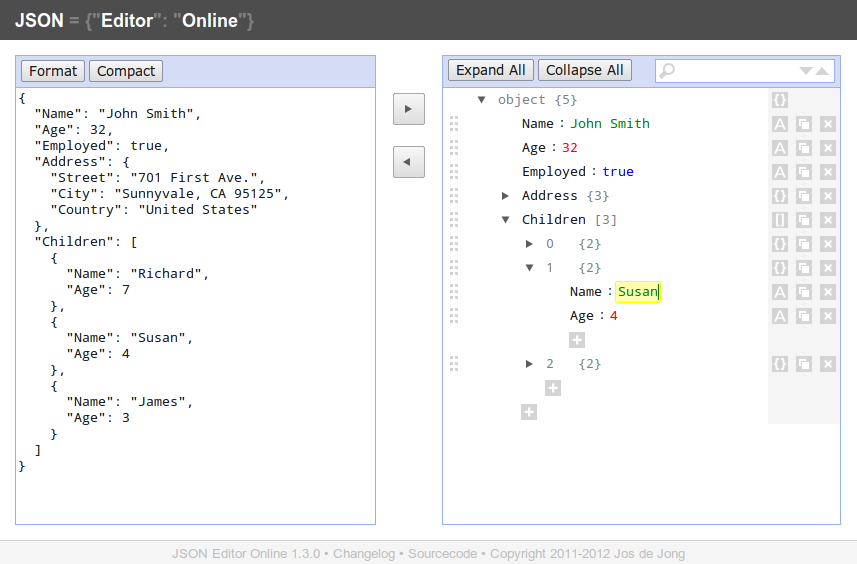 JSON = {"Editor": "Online"}
Format Compact
{
"Name": "John Smith",
"Age": 32,
"Employed": true,
"Address": {
"Street": "701 First Ave.",
"City": "Sunnyvale, CA 95125",
"Country": "United States"
},
"Children": [
{
"Name": "Richard",
"Age": 7
},
{
"Name": "Susan",
"Age": 4
},
{
"Name": "James",
"Age": 3
}
]
}
Expand All Collapse All
object {5} {}
Name : John Smith A
Age : 32 A
Employed : true A
Address {3} {}
Children [3] []
0 {2} {}
1 {2} {}
Name : Susan A
Age : 4 A
2 {2} {}
JSON Editor Online 1.3.0 • Changelog • Sourcecode • Copyright 2011-2012 Jos de Jong